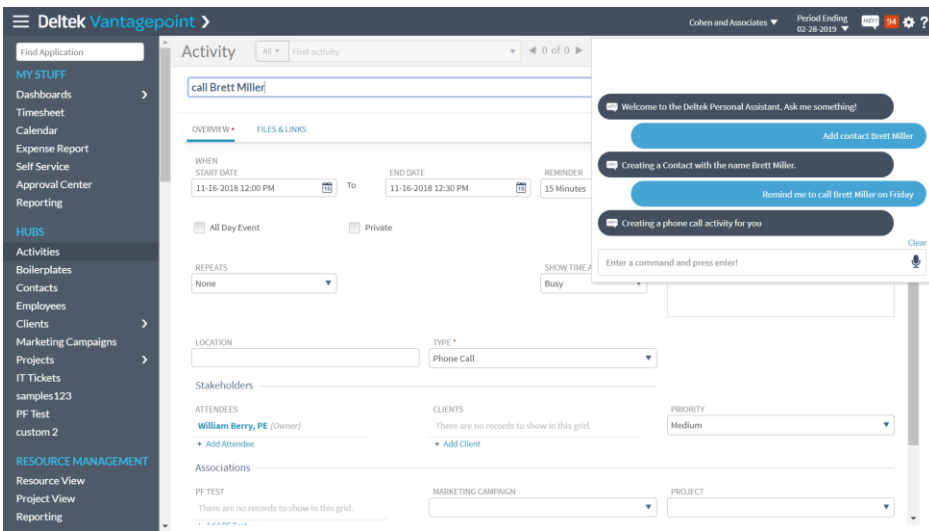 Deltek Vantagepoint
Cohen and Associates
Period Ending
02-28-2019
HEY!
94
?
Find Application
MY STUFF
Dashboards
Timesheet
Calendar
Expense Report
Self Service
Approval Center
Reporting
HUBS
Activities
Boilerplates
Contacts
Employees
Clients
Marketing Campaigns
Projects
IT Tickets
samples123
PF Test
custom 2
RESOURCE MANAGEMENT
Resource View
Project View
Reporting
Activity
All
Find activity
0 of 0
call Brett Miller
OVERVIEW
FILES & LINKS
WHEN
START DATE
END DATE
REMINDER
11-16-2018 12:00 PM
To
11-16-2018 12:30 PM
15 Minutes
All Day Event
Private
REPEATS
SHOW TIME A
None
Busy
LOCATION
TYPE *
Phone Call
Stakeholders
ATTENDEES
CLIENTS
PRIORITY
William Berry, PE (Owner)
There are no records to show in this grid.
Medium
+ Add Attendee
+ Add Client
Associations
PF TEST
MARKETING CAMPAIGN
PROJECT
There are no records to show in this grid.
+ Add PF Test
Welcome to the Deltek Personal Assistant. Ask me something!
Add contact Brett Miller
Creating a Contact with the name Brett Miller.
Remind me to call Brett Miller on Friday
Creating a phone call activity for you
Clear
Enter a command and press enter!